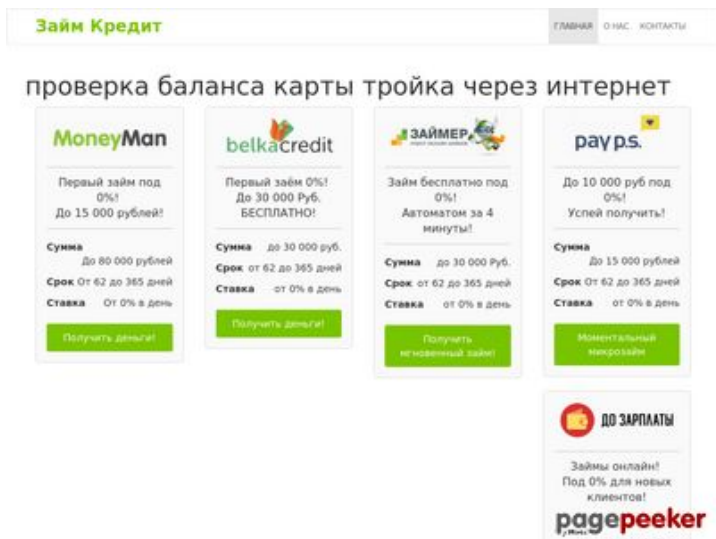 Займ Кредит
ГЛАВНАЯ О НАС. КОНТАКТЫ
проверка баланса карты тройка через интернет
MoneyMan
Первый займ под
0%!
До 15 000 рублей!
Сумма
До 80 000 рублей
Срок От 62 до 365 дней
Ставка От 0% в день
Получить деньги!
belkacredit
Первый заём 0%!
До 30 000 Руб.
БЕСПЛАТНО!
Сумма до 30 000 руб.
Срок от 62 до 365 дней
Ставка от 0% в день
Получить деньги!
ЗАЙМЕР
Займ бесплатно под
0%!
Автоматом за 4
минуты!
Сумма до 30 000 Руб.
Срок от 62 до 365 дней
Ставка от 0% в день
Получить
мгновенный займ!
pay p.s.
До 10 000 руб под
0%!
Успей получить!
Сумма
До 15 000 рублей
Срок От 62 до 365 дней
Ставка от 0% в день
Моментальный
микрозайм
ДО ЗАРПЛАТЫ
Займы онлайн!
Под 0% для новых
клиентов!
pagepeeker